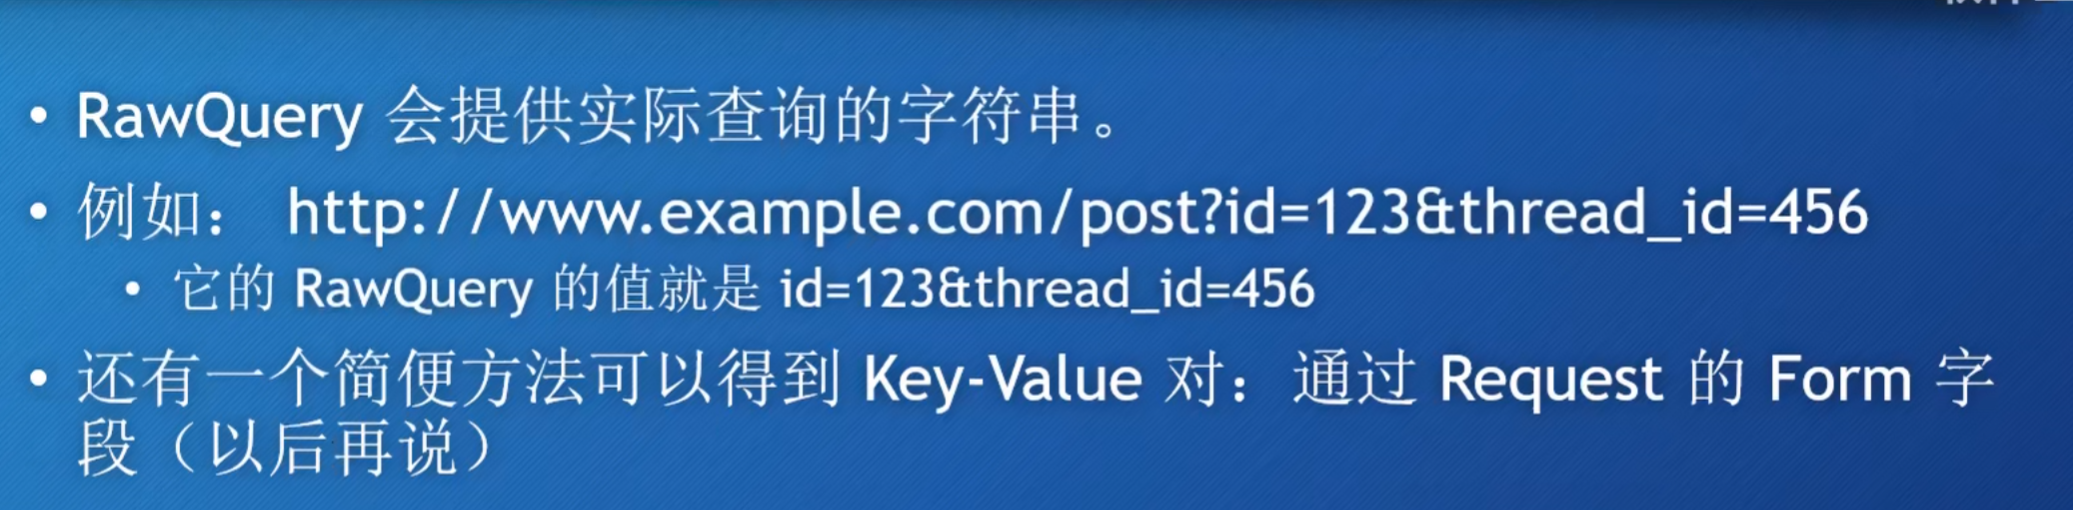 • RawQuery 会提供实际查询的字符串。
• 例如： http://www.example.com/post?id=123&thread_id=456
• 它的 RawQuery 的值就是 id=123&thread_id=456
• 还有一个简便方法可以得到 Key-Value 对：通过 Request 的 Form 字
段（以后再说）